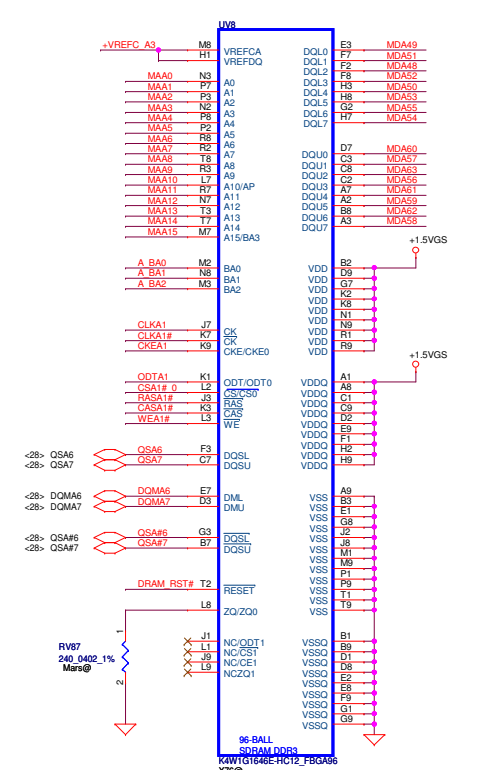 UV8
+VREFC_A3 M8 VREFCA DQL0 E3 MDA49
H1 VREFDQ DQL1 F7 MDA51
DQL2 F2 MDA48
MAA0 N3 A0 DQL3 F8 MDA52
MAA1 P7 A1 DQL4 H3 MDA50
MAA2 P3 A2 DQL5 H8 MDA53
MAA3 N2 A3 DQL6 G2 MDA55
MAA4 P8 A4 DQL7 H7 MDA54
MAA5 P2 A5
MAA6 R8 A6
MAA7 R2 A7 DQU0 D7 MDA60
MAA8 T8 A8 DQU1 C3 MDA57
MAA9 R3 A9 DQU2 C8 MDA63
MAA10 L7 A10/AP DQU3 C2 MDA56
MAA11 R7 A11 DQU4 A7 MDA61
MAA12 N7 A12 DQU5 A2 MDA59
MAA13 T3 A13 DQU6 B8 MDA62
MAA14 T7 A14 DQU7 A3 MDA58
MAA15 M7 A15/BA3
+1.5VGS
A_BA0 M2 BA0 VDD B2
A_BA1 N8 BA1 VDD D9
A_BA2 M3 BA2 VDD G7
VDD K2
VDD K8
VDD N1
CLKA1 J7 CK VDD N9
CLKA1# K7 CK VDD R1
CKEA1 K9 CKE/CKE0 VDD R9
+1.5VGS
ODTA1 K1 ODT/ODT0 VDDQ A1
CSA1#_0 L2 CS/CS0 VDDQ A8
RASA1# J3 RAS VDDQ C1
CASA1# K3 CAS VDDQ C9
WEA1# L3 WE VDDQ D2
VDDQ E9
VDDQ F1
<28> QSA6 QSA6 F3 DQSL VDDQ H2
<28> QSA7 QSA7 C7 DQSU VDDQ H9
<28> DQMA6 DQMA6 E7 DML VSS A9
<28> DQMA7 DQMA7 D3 DMU VSS B3
VSS E1
VSS G8
<28> QSA#6 QSA#6 G3 DQSL VSS J2
<28> QSA#7 QSA#7 B7 DQSU VSS J8
VSS M1
VSS M9
VSS P1
DRAM_RST# T2 RESET VSS P9
VSS T1
L8 ZQ/ZQ0 VSS T9
1
J1 NC/ODT1 VSSQ B1
RV87 L1 NC/CS1 VSSQ B9
240_0402_1% J9 NC/CE1 VSSQ D1
Mars@ L9 NCZQ1 VSSQ D8
2 VSSQ E2
VSSQ E8
VSSQ F9
VSSQ G1
VSSQ G9
96-BALL
SDRAM DDR3
K4W1G1646E-HC12_FBGA96
X76@